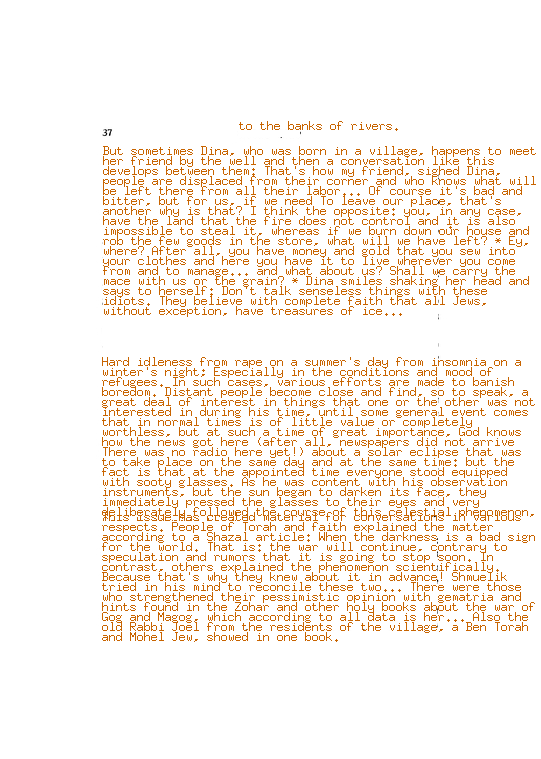 to the banks of rivers.
37
But sometimes Dina, who was born in a village, happens to meet
her friend by the well and then a conversation like this
develops between them: That's how my friend, sighed Dina,
people are displaced from their corner and who knows what will
be left there from all their labor... Of course it's bad and
bitter, but for us, if we need To leave our place, that's
another why is that? I think the opposite: you, in any case,
have the land that the fire does not control and it is also
impossible to steal it, whereas if we burn down our house and
rob the few goods in the store, what will we have left? * Ey,
where? After all, you have money and gold that you sew into
your clothes and here you have it to live wherever you come
from and to manage... and what about us? Shall we carry the
mace with us or the grain? * Dina smiles shaking her head and
says to herself: Don't talk senseless things with these
idiots. They believe with complete faith that all Jews,
without exception, have treasures of ice...
Hard idleness from rape on a summer's day from insomnia on a
winter's night: Especially in the conditions and mood of
refugees. In such cases, various efforts are made to banish
boredom. Distant people become close and find, so to speak, a
great deal of interest in things that one or the other was not
interested in during his time, until some general event comes
that in normal times is of little value or completely
worthless, but at such a time of great importance, God knows
how the news got here (after all, newspapers did not arrive
There was no radio here yet!) about a solar eclipse that was
to take place on the same day and at the same time: but the
fact is that at the appointed time everyone stood equipped
with sooty glasses. As he was content with his observation
instruments, but the sun began to darken its face, they
immediately pressed the glasses to their eyes and very
deliberately followed the course of this celestial phenomenon,
This issue has created material for conversations in various
respects. People of Torah and faith explained the matter
according to a Shazal article: When the darkness is a bad sign
for the world. That is: the war will continue, contrary to
speculation and rumors that it is going to stop soon. In
contrast, others explained the phenomenon scientifically.
Because that's why they knew about it in advance! Shmuelik
tried in his mind to reconcile these two... There were those
who strengthened their pessimistic opinion with gematria and
hints found in the Zohar and other holy books about the war of
Gog and Magog, which according to all data is her... Also the
old Rabbi Joel from the residents of the village, a Ben Torah
and Mohel Jew, showed in one book.